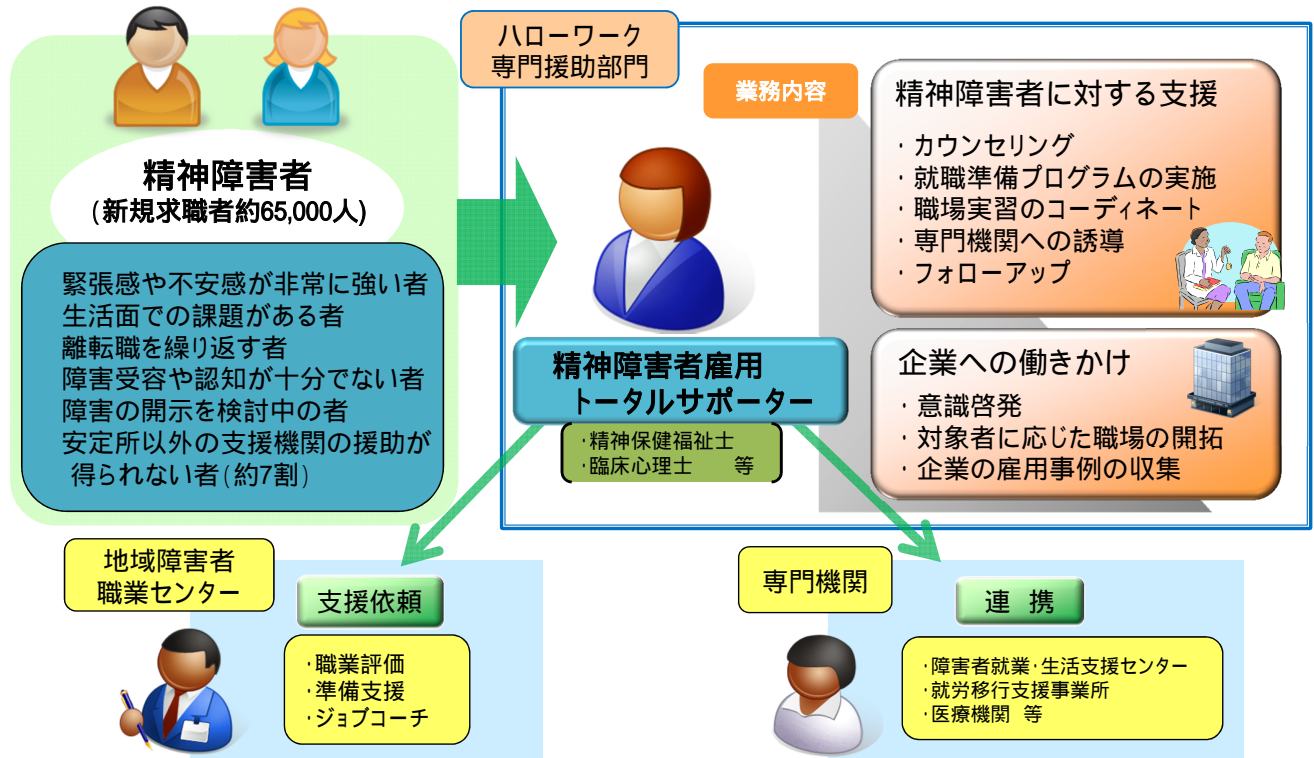 精神障害者
(新規求職者約65,000人)
緊張感や不安感が非常に強い者
生活面での課題がある者
離転職を繰り返す者
障害受容や認知が十分でない者
障害の開示を検討中の者
安定所以外の支援機関の援助が
得られない者(約7割)
ハローワーク
専門援助部門
業務内容
精神障害者雇用
トータルサポーター
・精神保健福祉士
・臨床心理士 等
精神障害者に対する支援
・カウンセリング
・就職準備プログラムの実施
・職場実習のコーディネート
・専門機関への誘導
・フォローアップ
企業への働きかけ
・意識啓発
・対象者に応じた職場の開拓
・企業の雇用事例の収集
地域障害者
職業センター
支援依頼
・職業評価
・準備支援
・ジョブコーチ
専門機関
連 携
・障害者就業・生活支援センター
・就労移行支援事業所
・医療機関 等